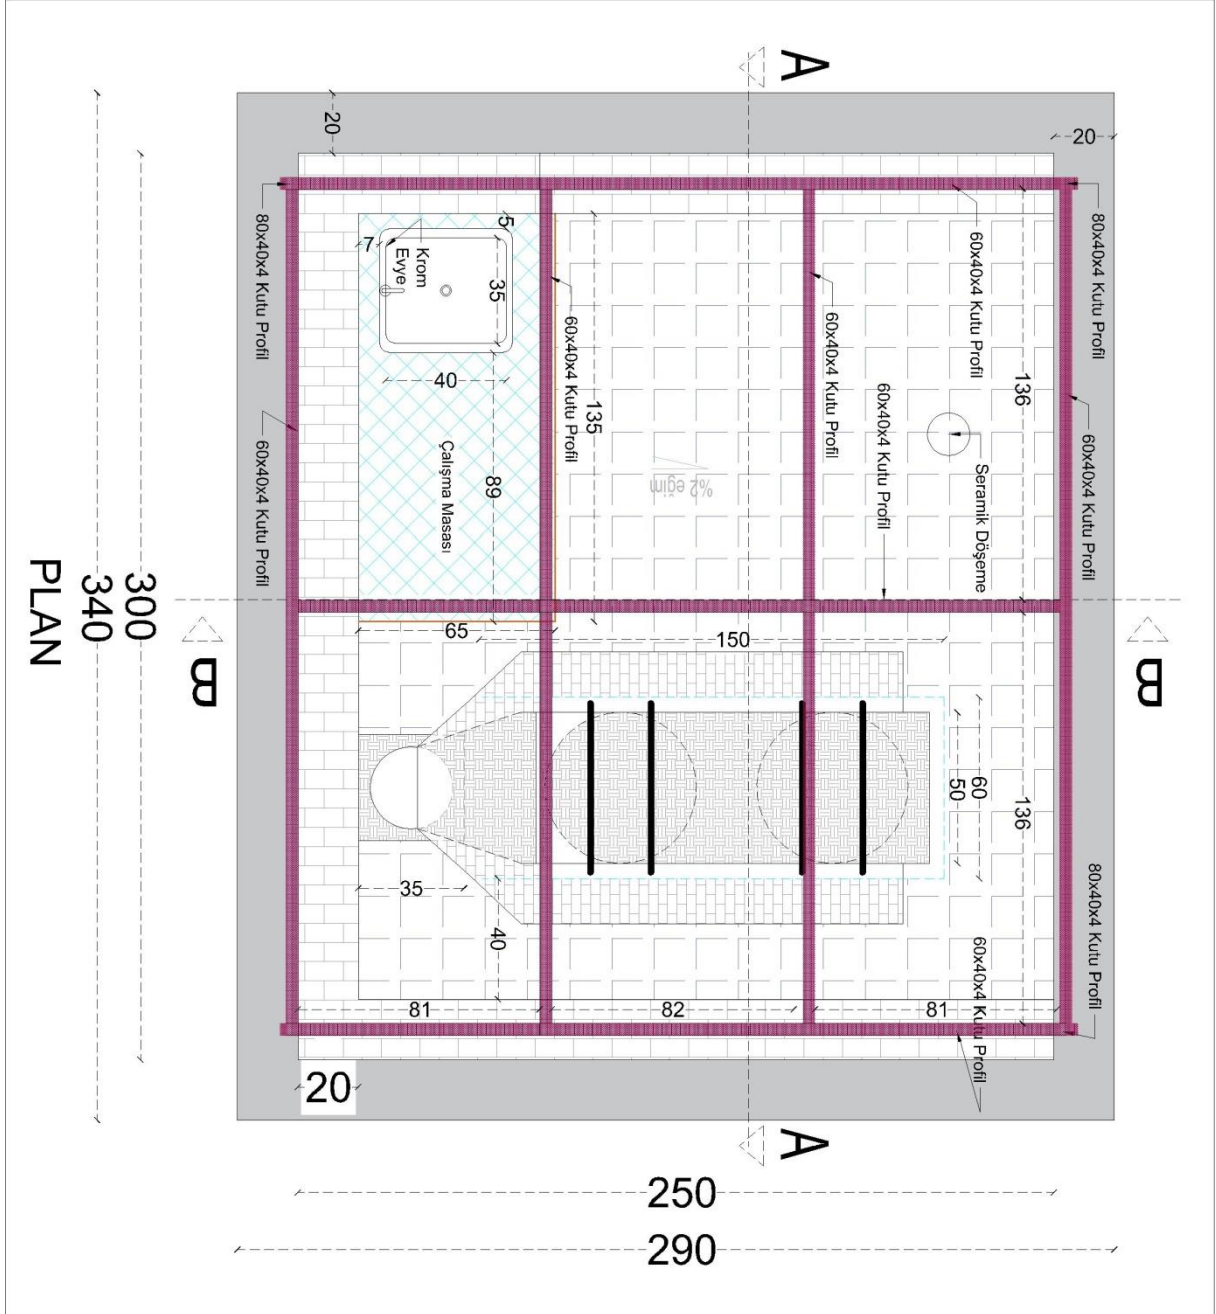 A
20
20
80x40x4 Kutu Profil
60x40x4 Kutu Profil
80x40x4 Kutu Profil
5
7
Krom
Evye
35
40
60x40x4 Kutu Profil
135
60x40x4 Kutu Profil
136
60x40x4 Kutu Profil
60x40x4 Kutu Profil
Çalışma Masası
89
%2 eğim
Seramik Döşeme
60x40x4 Kutu Profil
PLAN
340
300
B
B
65
150
60
50
136
35
40
80x40x4 Kutu Profil
60x40x4 Kutu Profil
81
82
81
20
A
250
290